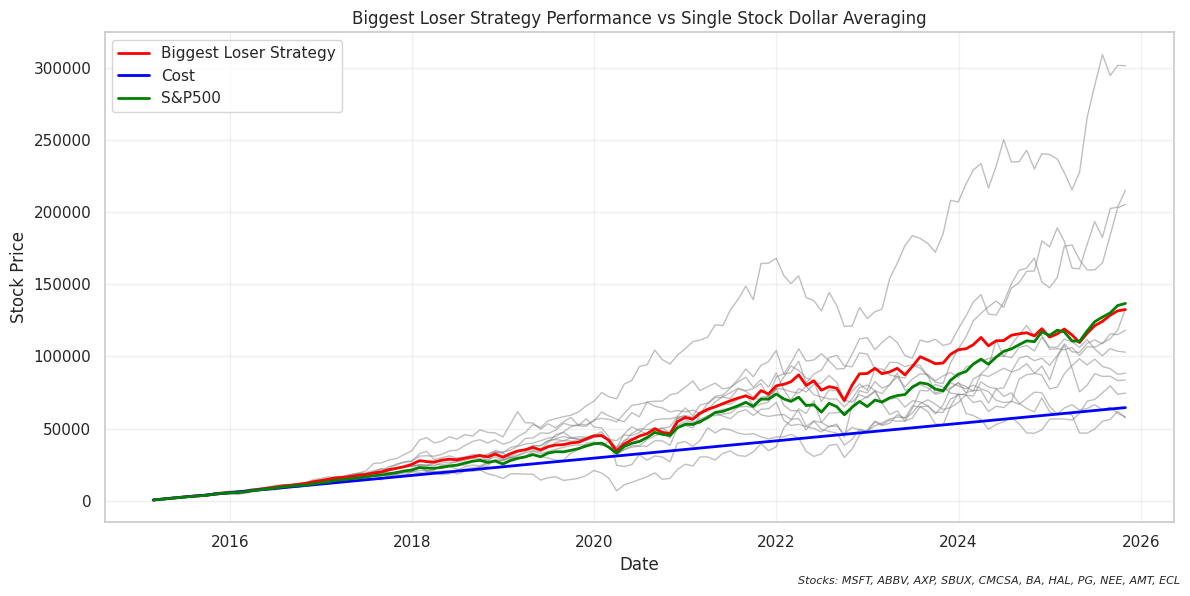 Biggest Loser Strategy Performance vs Single Stock Dollar Averaging
Biggest Loser Strategy
Cost
S&P500
Stock Price
300000
250000
200000
150000
100000
50000
0
2016 2018 2020 2022 2024 2026
Date
Stocks: MSFT, ABBV, AXP, SBUX, CMCSA, BA, HAL, PG, NEE, AMT, ECL